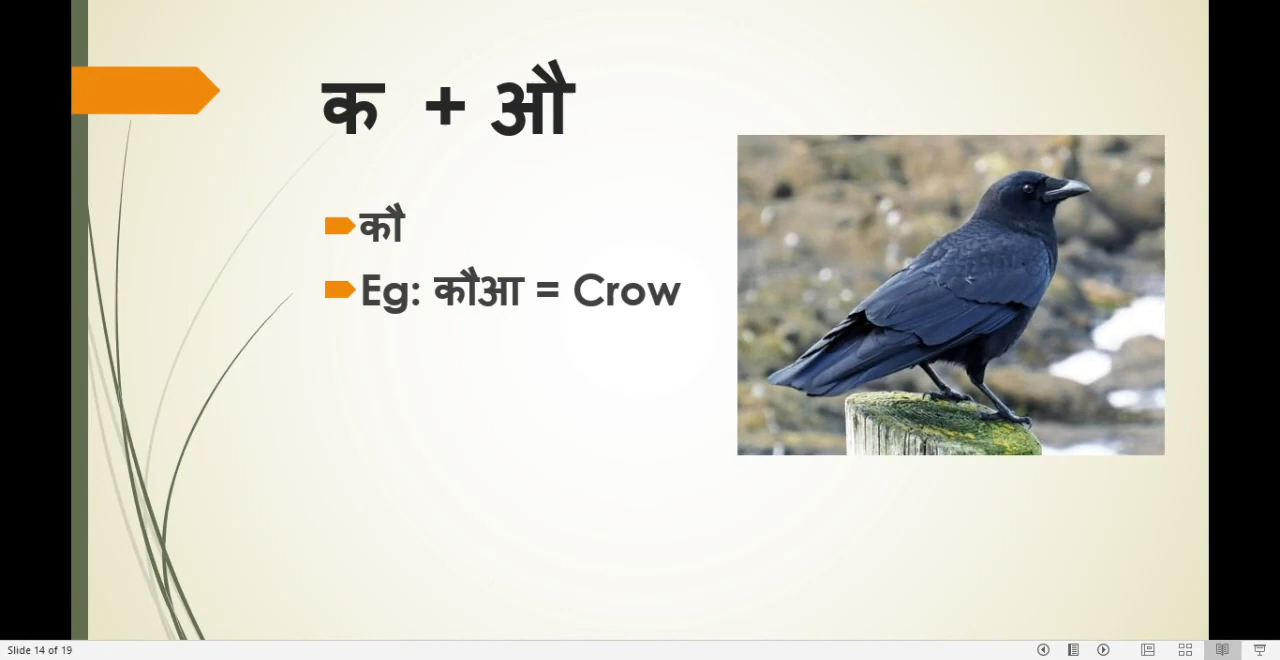 क + औ
कौ
Eg: कौआ = Crow
Slide 14 of 19